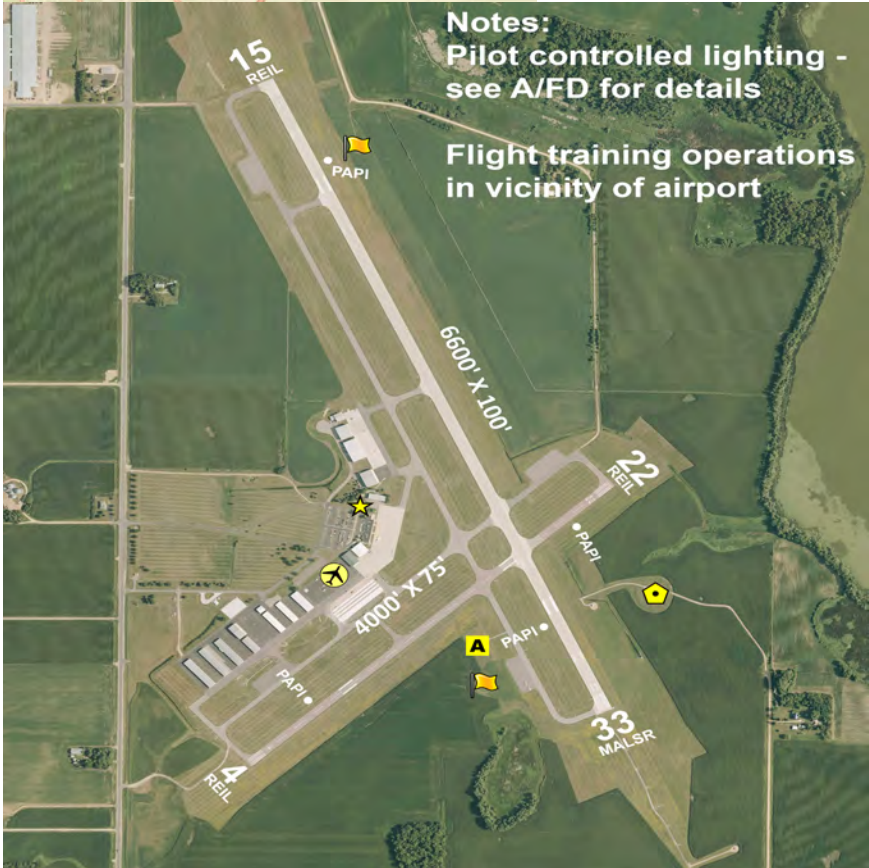 Notes:
Pilot controlled lighting -
see A/FD for details
Flight training operations
in vicinity of airport
15
REIL
PAPI
6600' X 100'
22
REIL
PAPI
4000' X 75'
PAPI
A
PAPI
33
MALSR
4
REIL